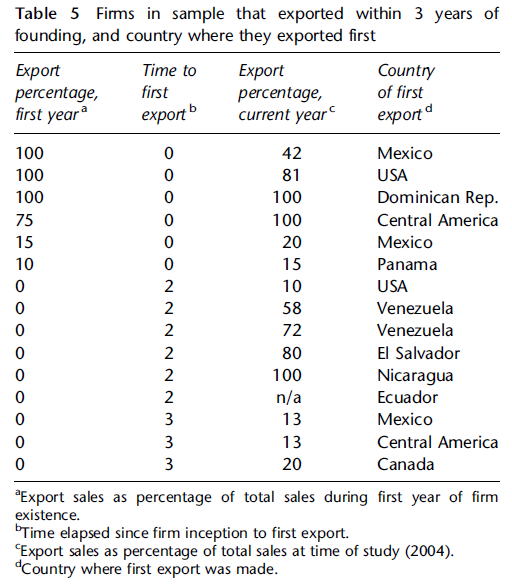 Table 5 Firms in sample that exported within 3 years of
founding, and country where they exported first
Export percentage, first year^a Time to first export^b Export percentage, current year^c Country of first export^d
100 0 42 Mexico
100 0 81 USA
100 0 100 Dominican Rep.
75 0 100 Central America
15 0 20 Mexico
10 0 15 Panama
0 2 10 USA
0 2 58 Venezuela
0 2 72 Venezuela
0 2 80 El Salvador
0 2 100 Nicaragua
0 2 n/a Ecuador
0 3 13 Mexico
0 3 13 Central America
0 3 20 Canada
^aExport sales as percentage of total sales during first year of firm
existence.
^bTime elapsed since firm inception to first export.
^cExport sales as percentage of total sales at time of study (2004).
^dCountry where first export was made.